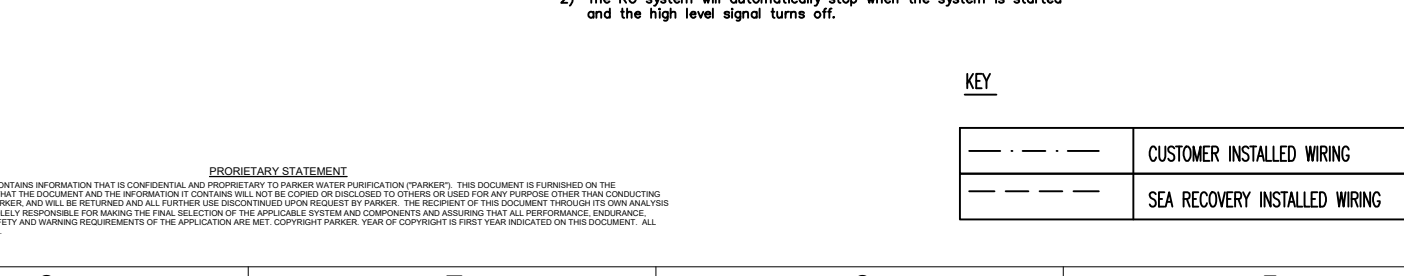 2) The RO system will automatically stop when the system is started
and the high level signal turns off.
KEY
CUSTOMER INSTALLED WIRING
SEA RECOVERY INSTALLED WIRING
PRORIETARY STATEMENT
ONTAINS INFORMATION THAT IS CONFIDENTIAL AND PROPRIETARY TO PARKER WATER PURIFICATION ("PARKER"). THIS DOCUMENT IS FURNISHED ON THE
HAT THE DOCUMENT AND THE INFORMATION IT CONTAINS WILL NOT BE COPIED OR DISCLOSED TO OTHERS OR USED FOR ANY PURPOSE OTHER THAN CONDUCTING
RKER, AND WILL BE RETURNED AND ALL FURTHER USE DISCONTINUED UPON REQUEST BY PARKER. THE RECIPIENT OF THIS DOCUMENT THROUGH ITS OWN ANALYSIS
LELY RESPONSIBLE FOR MAKING THE FINAL SELECTION OF THE APPLICABLE SYSTEM AND COMPONENTS AND ASSURING THAT ALL PERFORMANCE, ENDURANCE,
FETY AND WARNING REQUIREMENTS OF THE APPLICATION ARE MET. COPYRIGHT PARKER. YEAR OF COPYRIGHT IS FIRST YEAR INDICATED ON THIS DOCUMENT. ALL